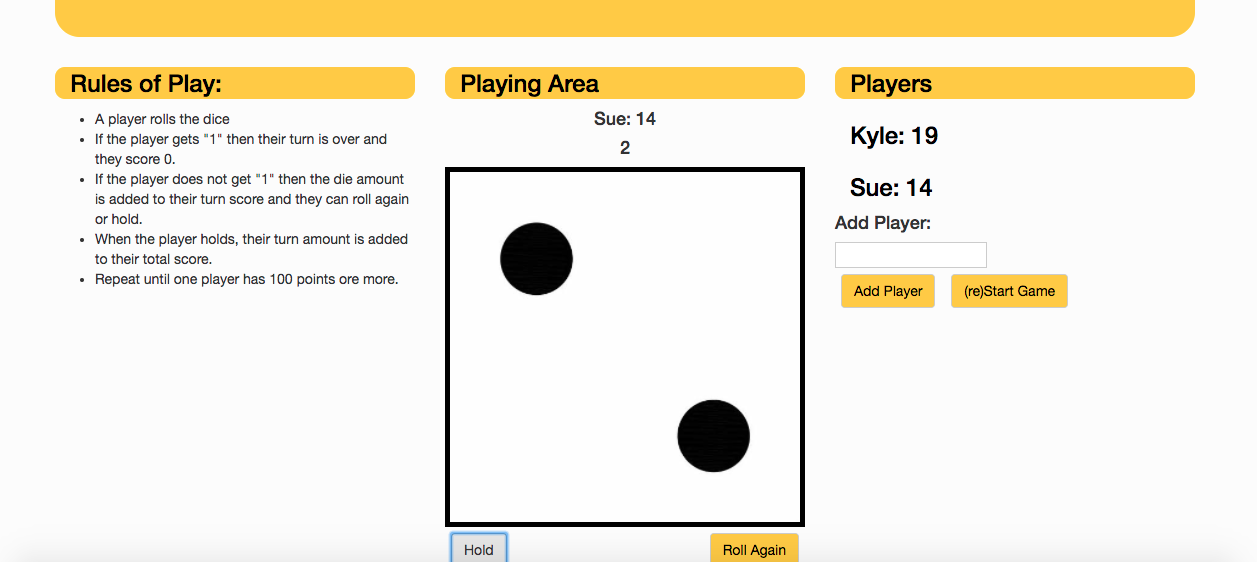 Rules of Play:
A player rolls the dice
If the player gets "1" then their turn is over and
they score 0.
If the player does not get "1" then the die amount
is added to their turn score and they can roll again
or hold.
When the player holds, their turn amount is added
to their total score.
Repeat until one player has 100 points ore more.
Playing Area
Sue: 14
2
Hold
Roll Again
Players
Kyle: 19
Sue: 14
Add Player:
Add Player
(re)Start Game